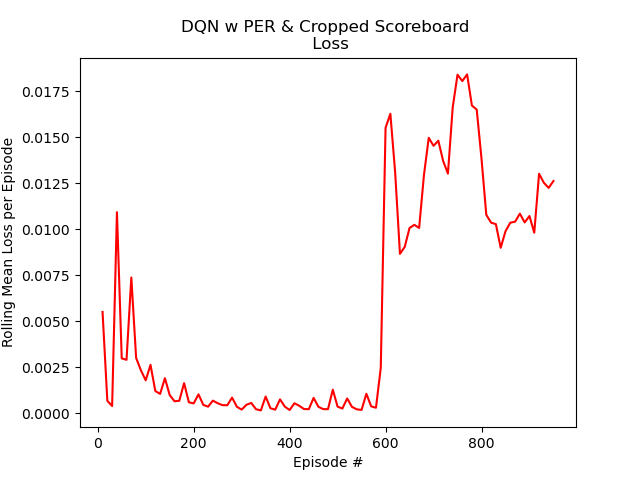 DQN w PER & Cropped Scoreboard
Loss
0.0175
0.0150
0.0125
0.0100
0.0075
0.0050
0.0025
0.0000
Rolling Mean Loss per Episode
0 200 400 600 800
Episode #